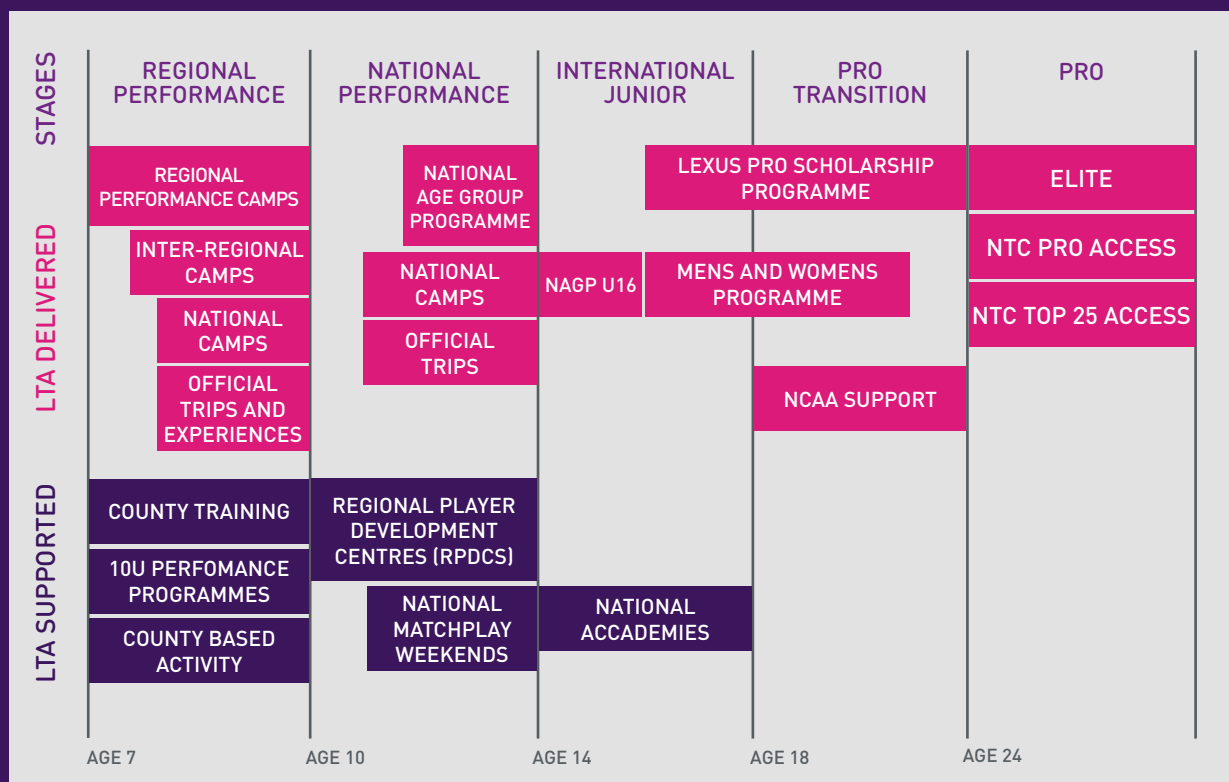 STAGES
REGIONAL
PERFORMANCE
NATIONAL
PERFORMANCE
INTERNATIONAL
JUNIOR
PRO
TRANSITION
PRO
LTA DELIVERED
REGIONAL
PERFORMANCE CAMPS
INTER-REGIONAL
CAMPS
NATIONAL
CAMPS
OFFICIAL
TRIPS AND
EXPERIENCES
NATIONAL
AGE GROUP
PROGRAMME
NATIONAL
CAMPS
OFFICIAL
TRIPS
NAGP U16
LEXUS PRO SCHOLARSHIP
PROGRAMME
MENS AND WOMENS
PROGRAMME
NCAA SUPPORT
ELITE
NTC PRO ACCESS
NTC TOP 25 ACCESS
LTA SUPPORTED
COUNTY TRAINING
10U PERFOMANCE
PROGRAMMES
COUNTY BASED
ACTIVITY
REGIONAL PLAYER
DEVELOPMENT
CENTRES (RPDCS)
NATIONAL
MATCHPLAY
WEEKENDS
NATIONAL
ACCADEMIES
AGE 7
AGE 10
AGE 14
AGE 18
AGE 24